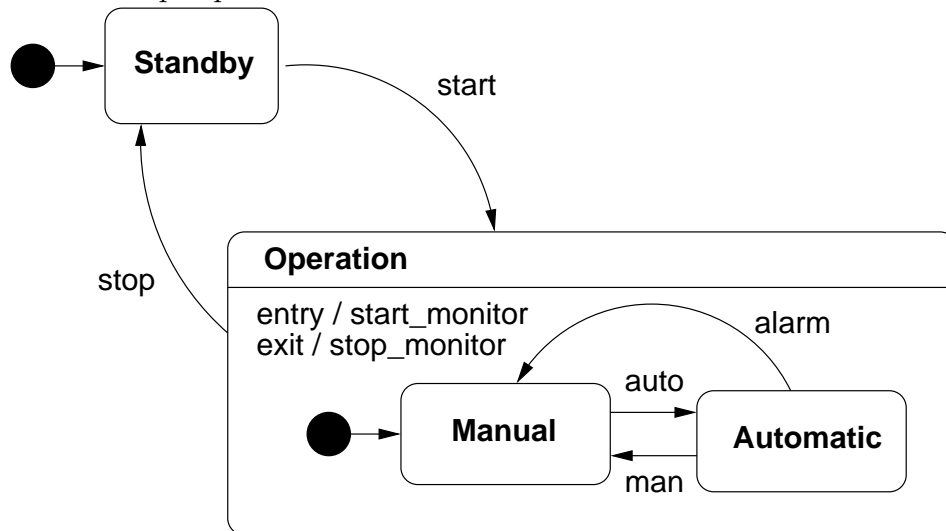 Standby
start
stop
Operation
entry / start_monitor
exit / stop_monitor
alarm
auto
Manual
Automatic
man